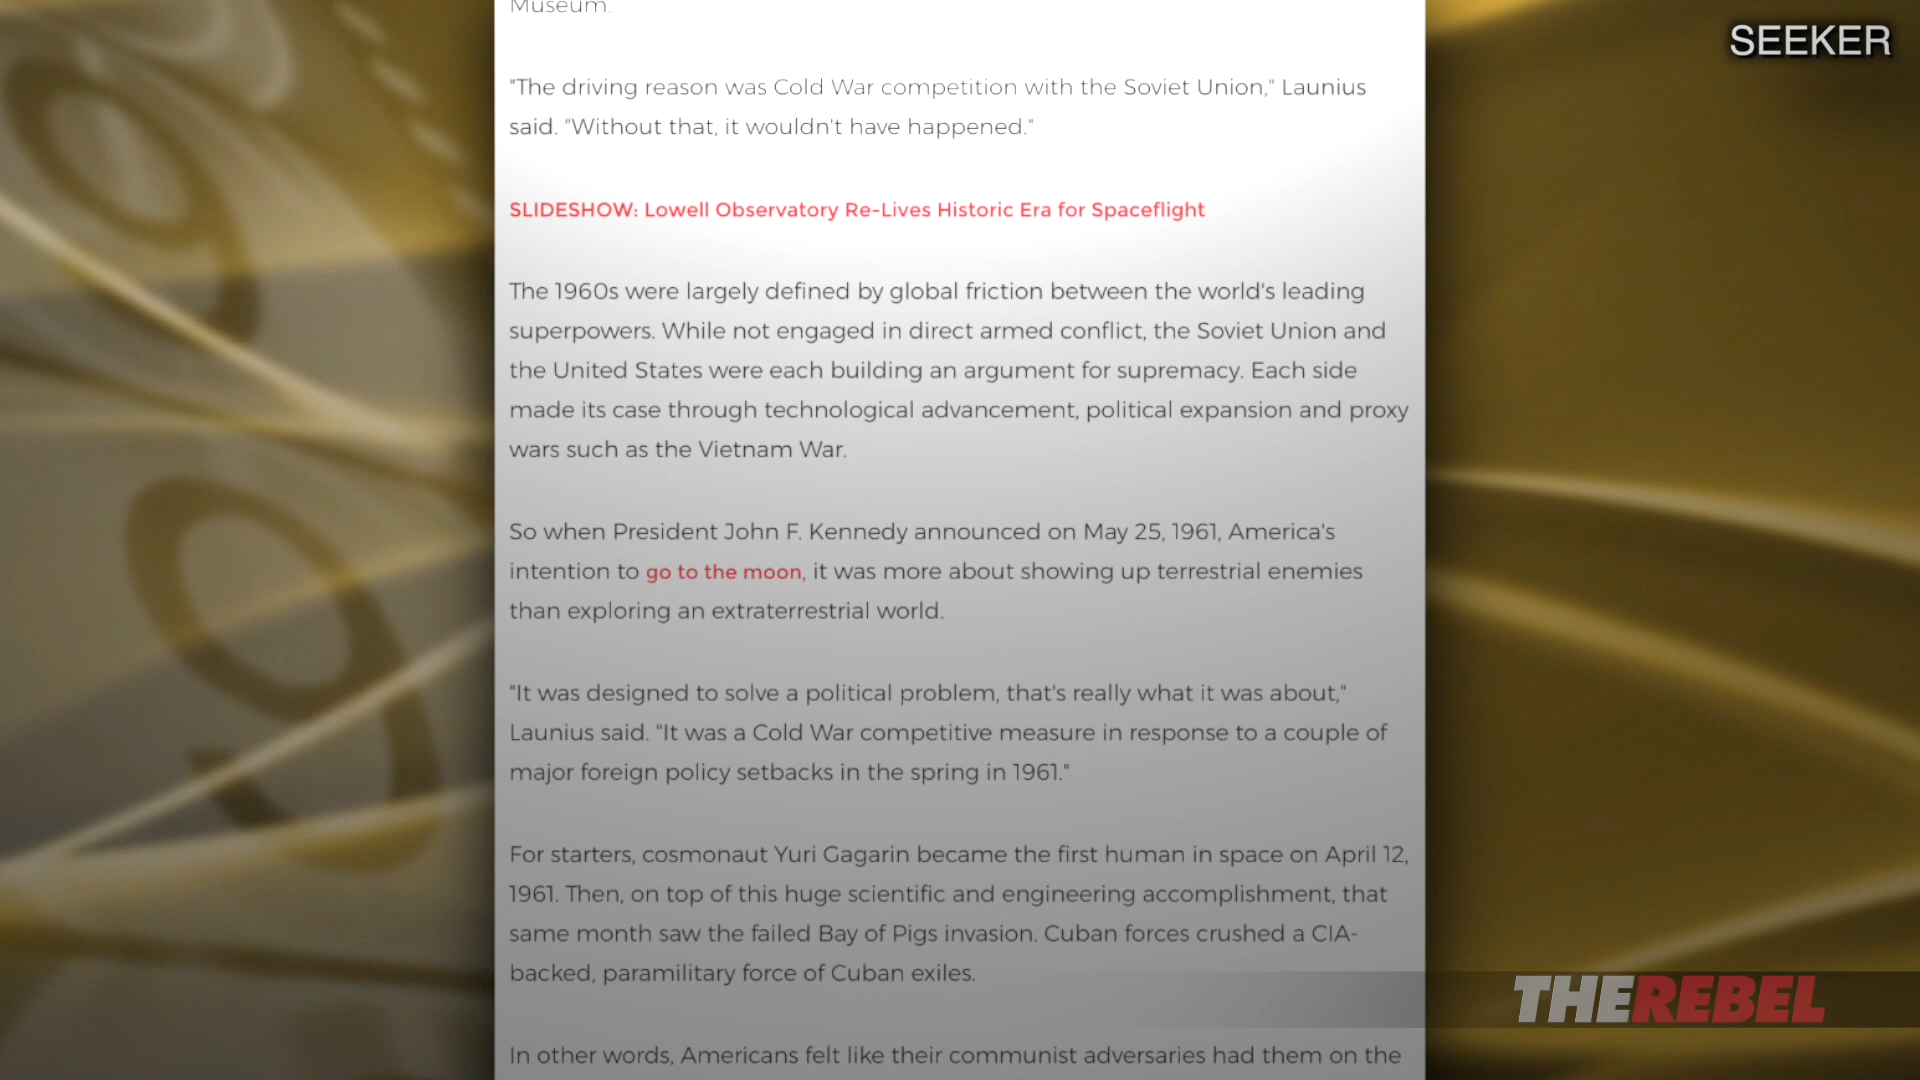 Museum.
SEEKER
"The driving reason was Cold War competition with the Soviet Union," Launius
said. "Without that, it wouldn't have happened."
SLIDESHOW: Lowell Observatory Re-Lives Historic Era for Spaceflight
The 1960s were largely defined by global friction between the world's leading
superpowers. While not engaged in direct armed conflict, the Soviet Union and
the United States were each building an argument for supremacy. Each side
made its case through technological advancement, political expansion and proxy
wars such as the Vietnam War.
So when President John F. Kennedy announced on May 25, 1961, America's
intention to go to the moon, it was more about showing up terrestrial enemies
than exploring an extraterrestrial world.
"It was designed to solve a political problem, that's really what it was about,"
Launius said. "It was a Cold War competitive measure in response to a couple of
major foreign policy setbacks in the spring in 1961."
For starters, cosmonaut Yuri Gagarin became the first human in space on April 12,
1961. Then, on top of this huge scientific and engineering accomplishment, that
same month saw the failed Bay of Pigs invasion. Cuban forces crushed a CIA-
backed, paramilitary force of Cuban exiles.
THEREBEL
In other words, Americans felt like their communist adversaries had them on the